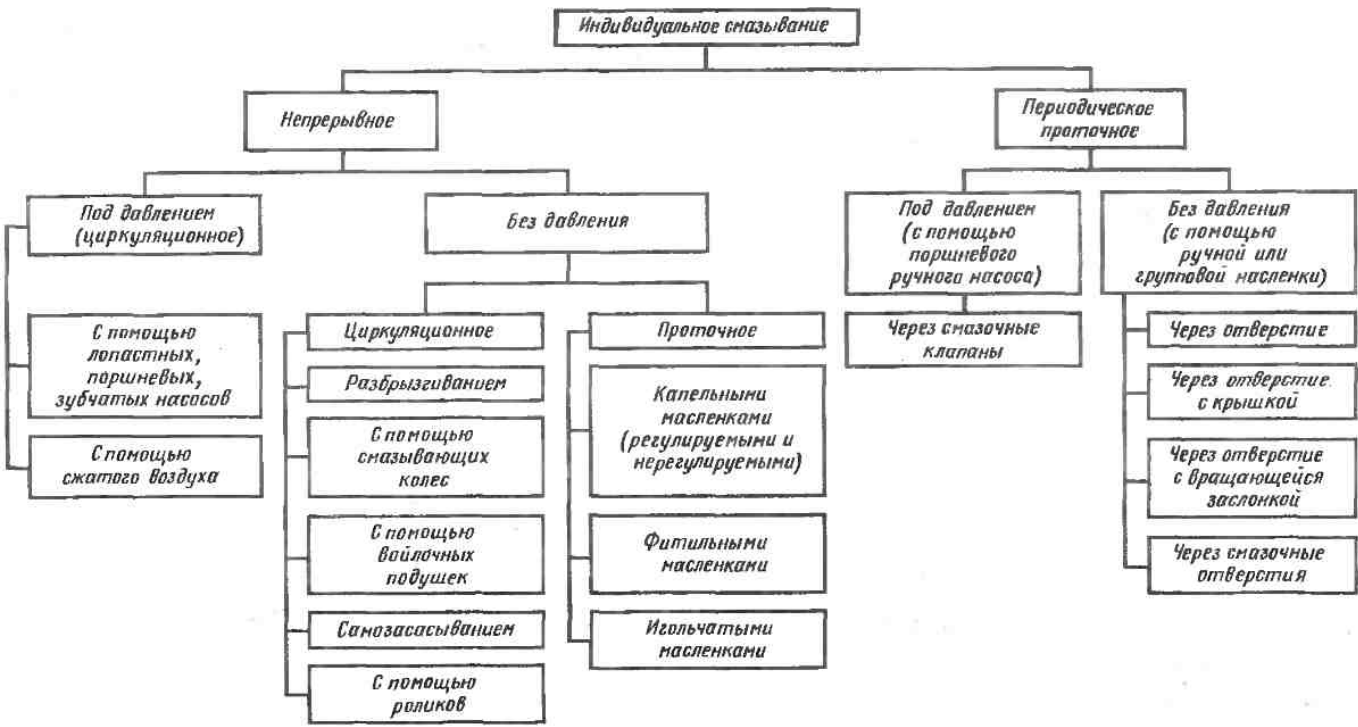 Индивидуальное смазывание
Непрерывное
Периодическое
проточное
Под давлением
(циркуляционное)
Без давления
Под давлением
(с помощью
поршневого
ручного насоса)
Без давления
(с помощью
ручной или
групповой масленки)
С помощью
лопастных,
поршневых,
зубчатых насосов
С помощью
сжатого воздуха
Циркуляционное
Разбрызгиванием
С помощью
смазывающих
колес
С помощью
войлочных
подушек
Самозасасыванием
С помощью
роликов
Проточное
Капельными
масленками
(регулируемыми и
нерегулируемыми)
Фитильными
масленками
Игольчатыми
масленками
Через смазочные
клапаны
Через отверстие
Через отверстие
с крышкой
Через отверстие
с вращающейся
заслонкой
Через смазочные
отверстия